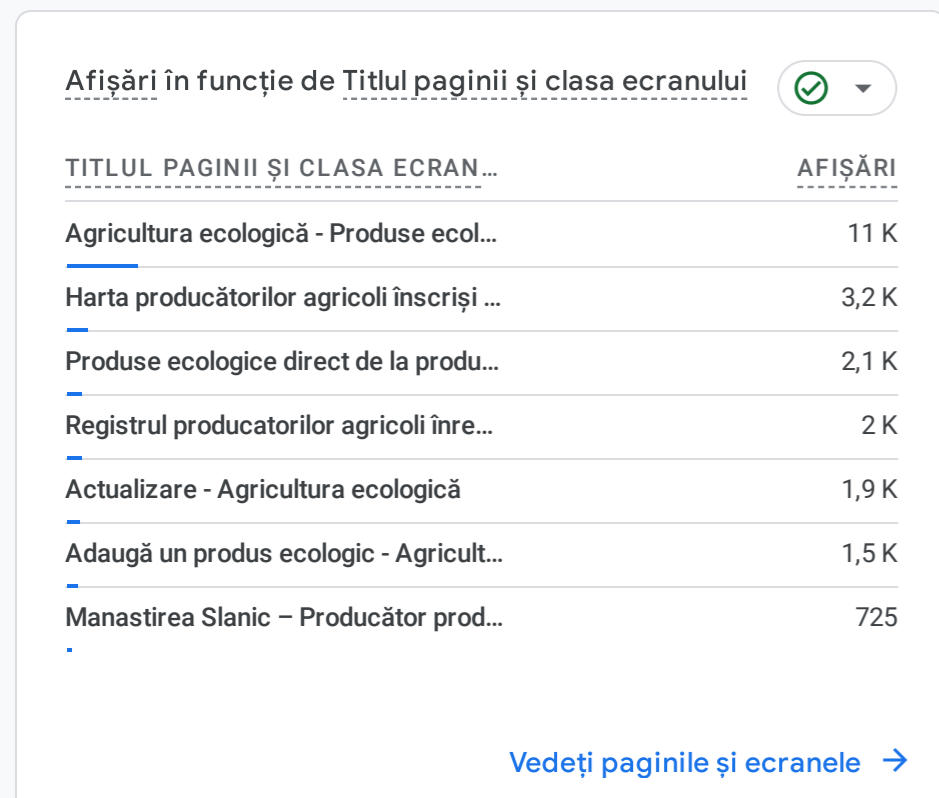 Afișări în funcție de Titlul paginii și clasa ecranului
TITLUL PAGINII ȘI CLASA ECRAN… AFIȘĂRI
Agricultura ecologică - Produse ecol… 11 K
Harta producătorilor agricoli înscriși … 3,2 K
Produse ecologice direct de la produ… 2,1 K
Registrul producatorilor agricoli înre… 2 K
Actualizare - Agricultura ecologică 1,9 K
Adaugă un produs ecologic - Agricult… 1,5 K
Manastirea Slanic – Producător prod… 725
Vedeți paginile și ecranele